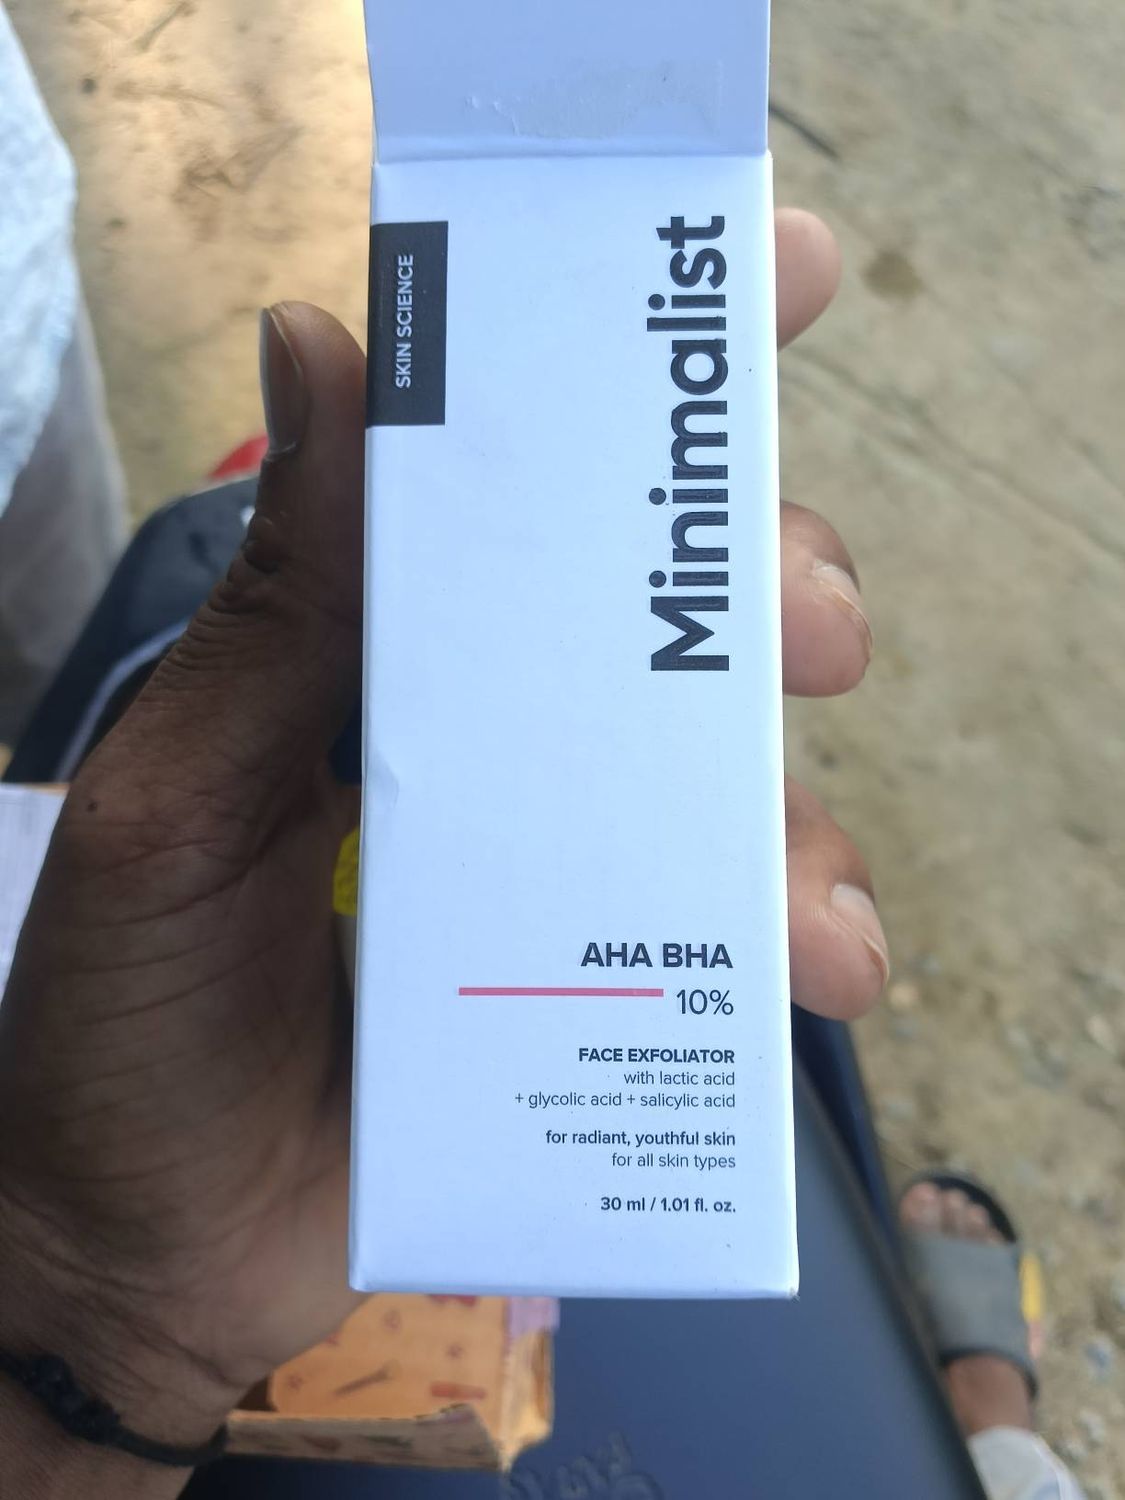 SKIN SCIENCE
Minimalist
AHA BHA
10%
FACE EXFOLIATOR
with lactic acid
+ glycolic acid + salicylic acid
for radiant, youthful skin
for all skin types
30 ml / 1.01 fl. oz.